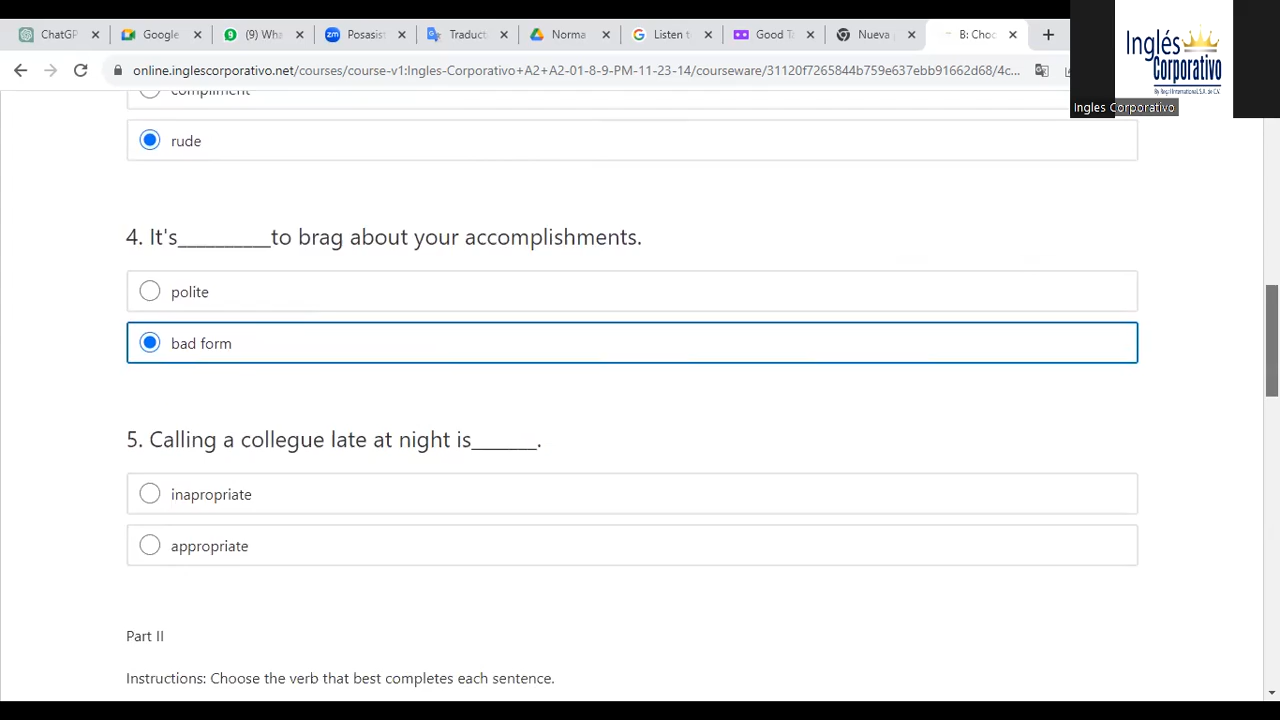 ChatGP
Google
(9) Wha
Posasis
Traduct
Norma
Listen t
Good Ti
Nueva p
B: Choo
online.inglescorporativo.net/courses/course-v1:Ingles-Corporativo+A2+A2-01-8-9-PM-11-23-14/courseware/31120f7265844b759e637ebb91662d68/4c...
Inglés
Corporativo
Ingles Corporativo
compliment
rude
4. It's__________to brag about your accomplishments.
polite
bad form
5. Calling a collegue late at night is_______.
inapropriate
appropriate
Part II
Instructions: Choose the verb that best completes each sentence.